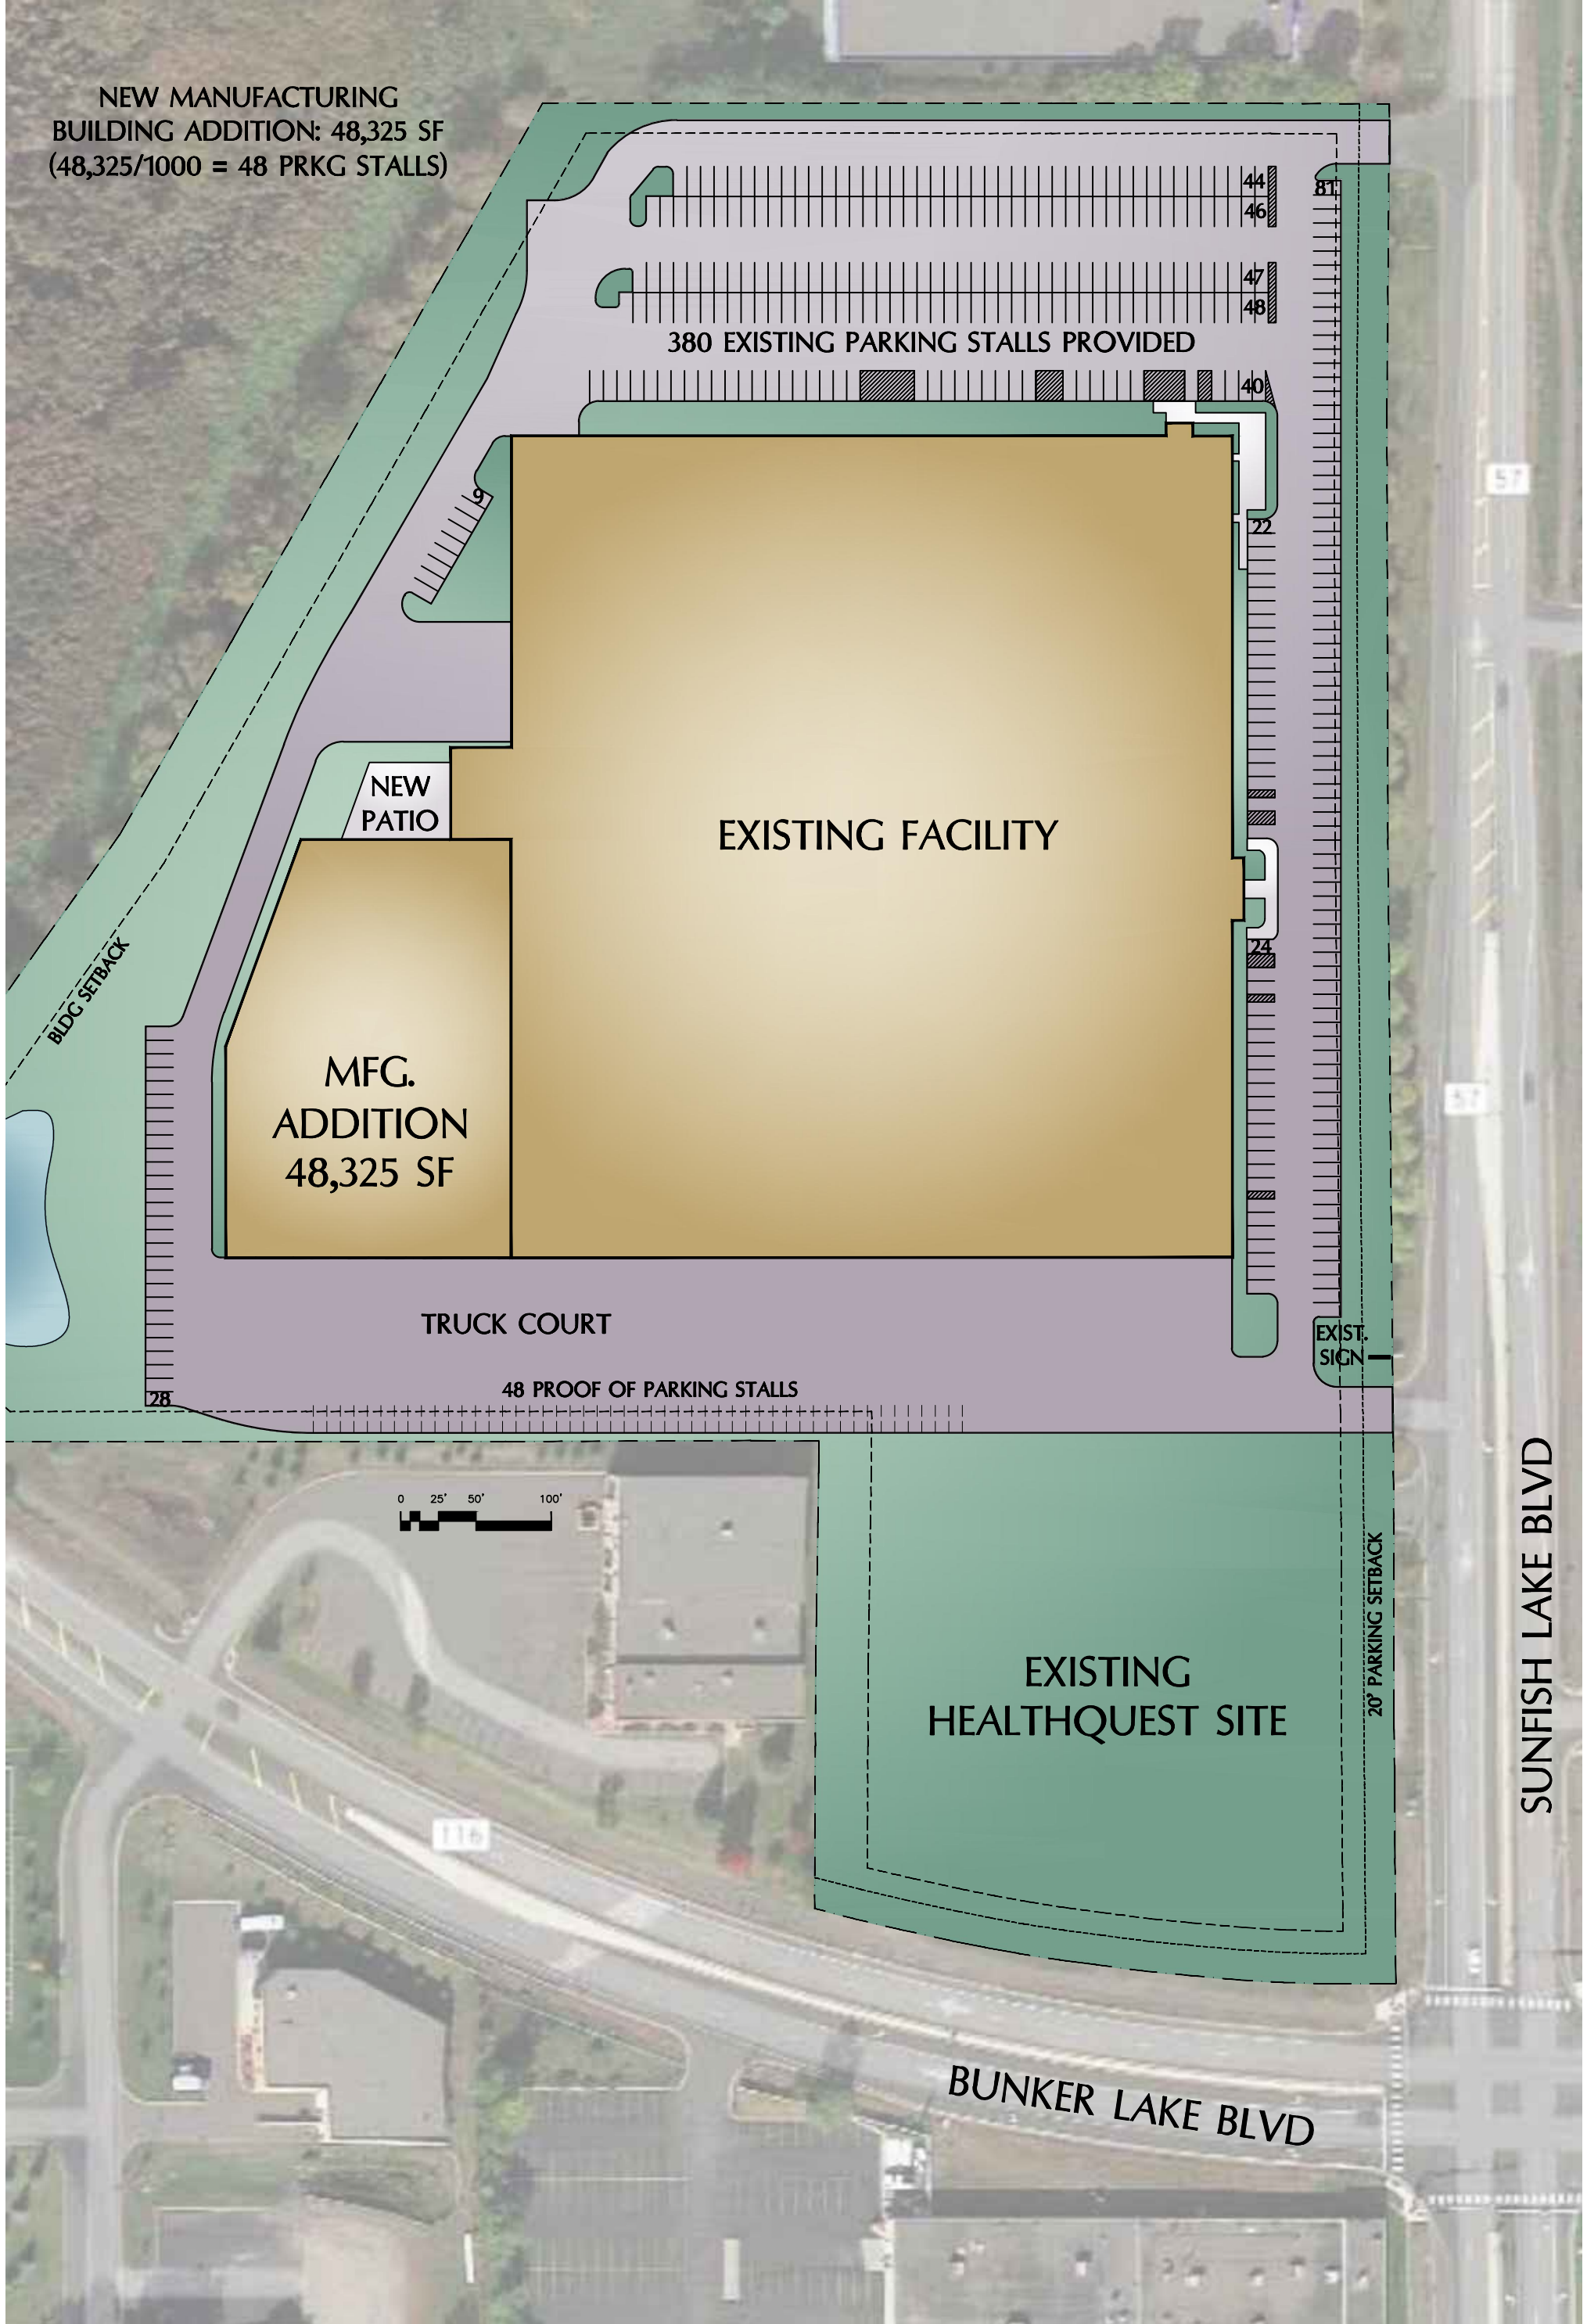 NEW MANUFACTURING
BUILDING ADDITION: 48,325 SF
(48,325/1000 = 48 PRKG STALLS)
44
81
46
47
48
380 EXISTING PARKING STALLS PROVIDED
40
57
9
22
NEW
PATIO
EXISTING FACILITY
24
BLDG SETBACK
MFG.
ADDITION
48,325 SF
57
TRUCK COURT
EXIST.
SIGN
48 PROOF OF PARKING STALLS
28
0 25' 50' 100'
20' PARKING SETBACK
SUNFISH LAKE BLVD
EXISTING
HEALTHQUEST SITE
116
BUNKER LAKE BLVD